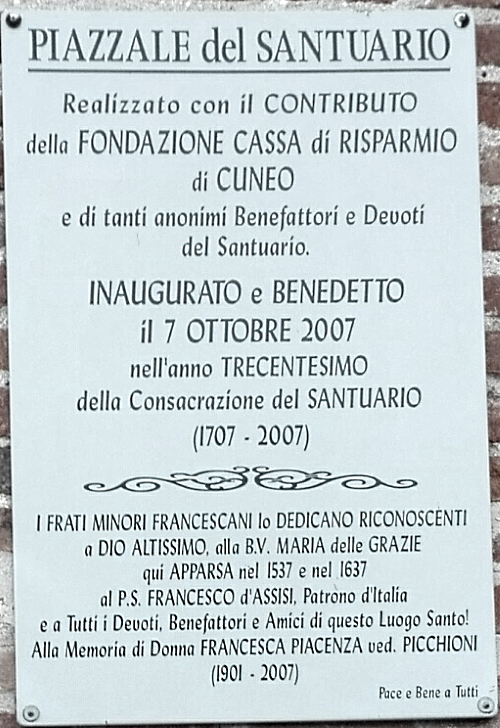 PIAZZALE del SANTUARIO
Realizzato con il CONTRIBUTO
della FONDAZIONE CASSA di RISPARMIO
di CUNEO
e di tanti anonimi Benefattori e Devoti
del Santuario.
INAUGURATO e BENEDETTO
il 7 OTTOBRE 2007
nell'anno TRECENTESIMO
della Consacrazione del SANTUARIO
(1707 - 2007)
I FRATI MINORI FRANCESCANI lo DEDICANO RICONOSCENTI
a DIO ALTISSIMO, alla B.V. MARIA delle GRAZIE
qui APPARSA nel 1537 e nel 1637
al P.S. FRANCESCO d'ASSISI, Patrono d'Italia
e a Tutti i Devoti, Benefattori e Amici di questo Luogo Santo!
Alla Memoria di Donna FRANCESCA PIACENZA ved. PICCHIONI
(1901 - 2007)
Pace e Bene a Tutti